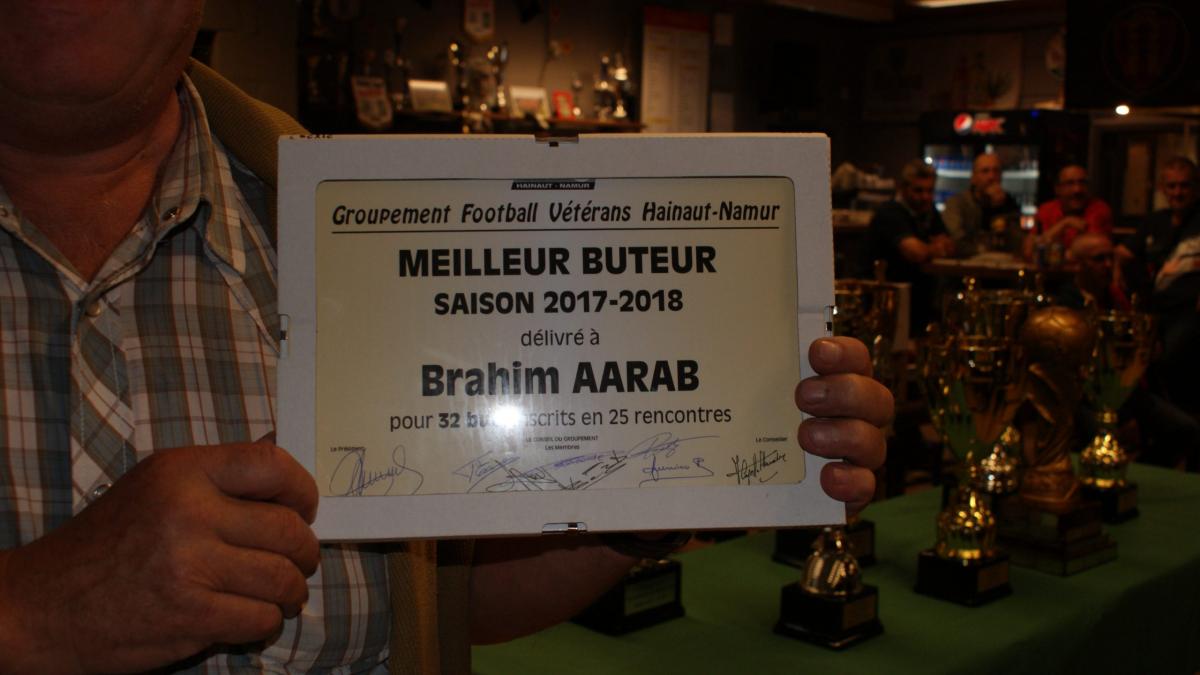 HAINAUT - NAMUR
Groupement Football Vétérans Hainaut-Namur
MEILLEUR BUTEUR
SAISON 2017-2018
délivré à
Brahim AARAB
pour 32 inscrits en 25 rencontres
LE CONSEIL DU GROUPEMENT
Le Président Les Membres Le Conseiller